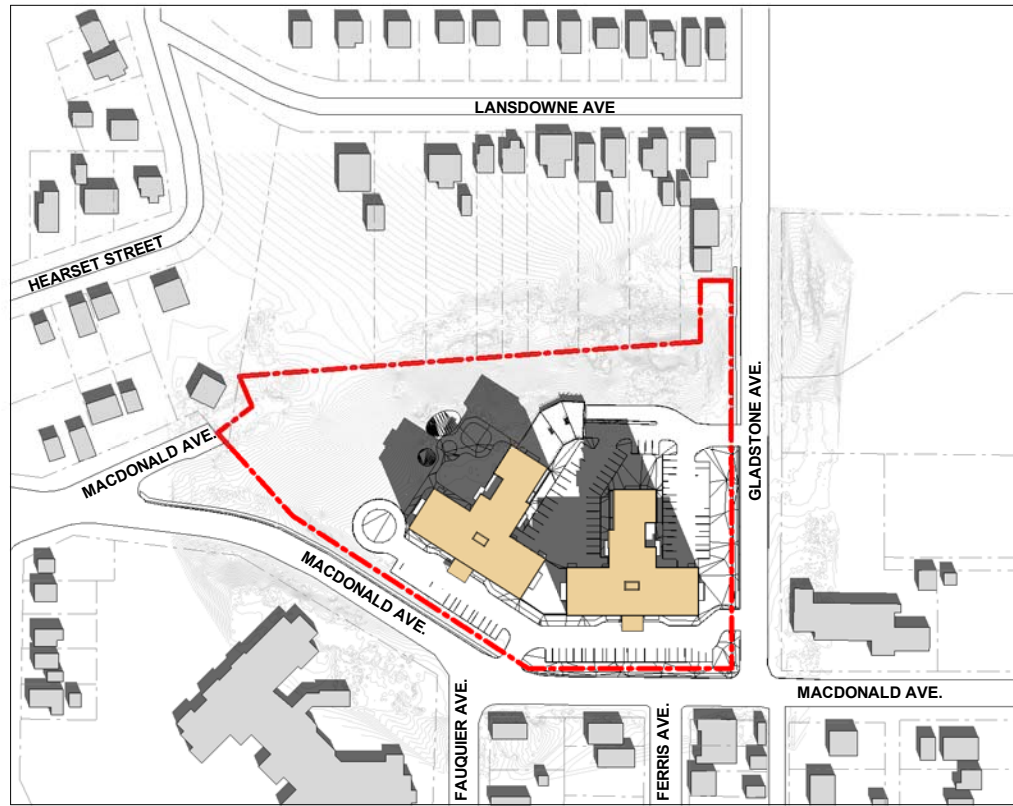 LANSDOWNE AVE
HEARSET STREET
GLADSTONE AVE.
MACDONALD AVE.
MACDONALD AVE.
MACDONALD AVE.
FAUQUIER AVE.
FERRIS AVE.